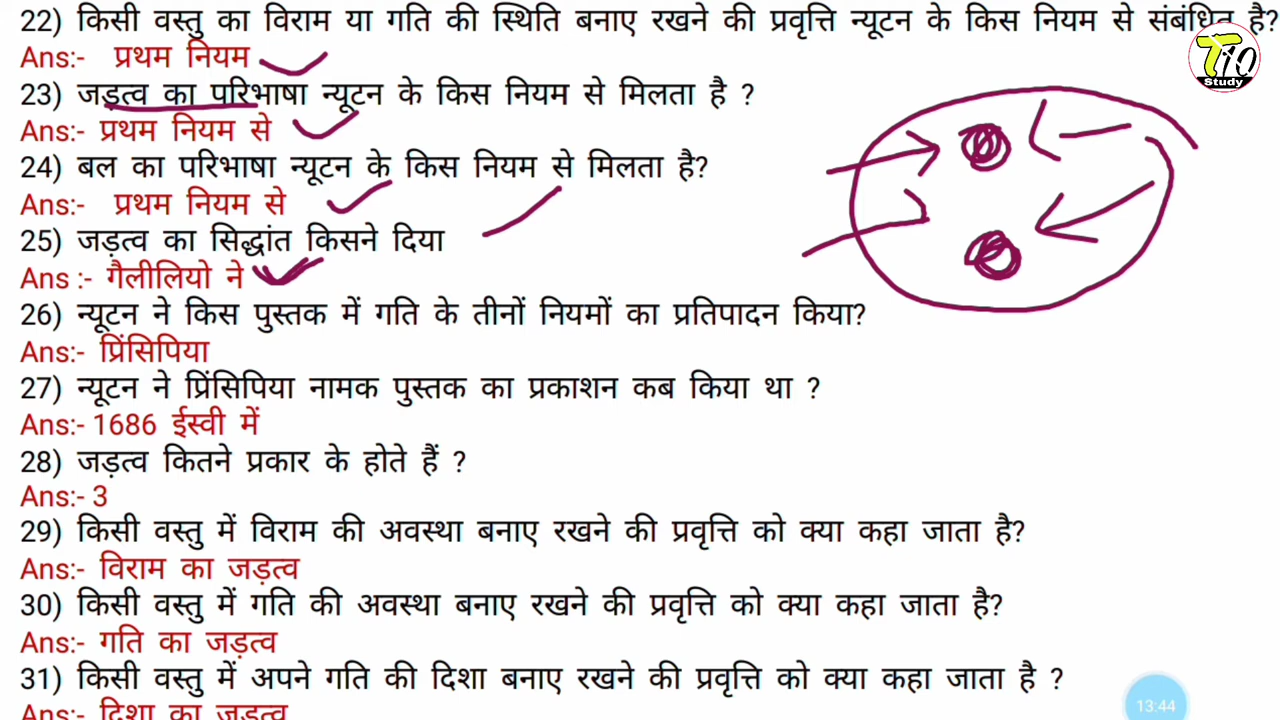 22) किसी वस्तु का विराम या गति की स्थिति बनाए रखने की प्रवृत्ति न्यूटन के किस नियम से संबंधित है?
Ans:- प्रथम नियम
23) जड़त्व का परिभाषा न्यूटन के किस नियम से मिलता है ?
Ans:- प्रथम नियम से
24) बल का परिभाषा न्यूटन के किस नियम से मिलता है?
Ans:- प्रथम नियम से
25) जड़त्व का सिद्धांत किसने दिया
Ans :- गैलीलियो ने
26) न्यूटन ने किस पुस्तक में गति के तीनों नियमों का प्रतिपादन किया?
Ans:- प्रिंसिपिया
27) न्यूटन ने प्रिंसिपिया नामक पुस्तक का प्रकाशन कब किया था ?
Ans:- 1686 ईस्वी में
28) जड़त्व कितने प्रकार के होते हैं ?
Ans:- 3
29) किसी वस्तु में विराम की अवस्था बनाए रखने की प्रवृत्ति को क्या कहा जाता है?
Ans:- विराम का जड़त्व
30) किसी वस्तु में गति की अवस्था बनाए रखने की प्रवृत्ति को क्या कहा जाता है?
Ans:- गति का जड़त्व
31) किसी वस्तु में अपने गति की दिशा बनाए रखने की प्रवृत्ति को क्या कहा जाता है ?
Ans:- दिशा का जड़त्व
Study
13:44